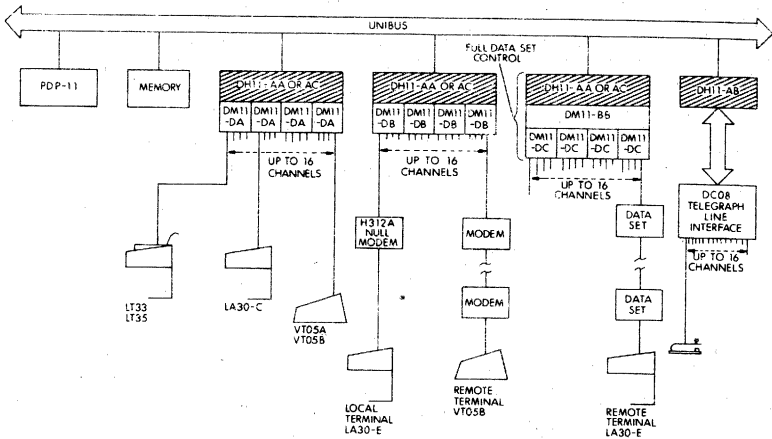 UNIBUS
FULL DATA SET
CONTROL
PDP-11
MEMORY
DH11-AA OR AC
DH11-AA OR AC
DH11-AA OR AC
DH11-AB
DM11 DM11 DM11 DM11
-DA -DA -DA -DA
DM11 DM11 DM11 DM11
-DB -DB -DB -DB
DM11-BB
DM11 DM11 DM11 DM11
-DC -DC -DC -DC
UP TO 16
CHANNELS
UP TO 16
CHANNELS
UP TO 16
CHANNELS
DC08
TELEGRAPH
LINE
INTERFACE
UP TO 16
CHANNELS
H312A
NULL
MODEM
MODEM
DATA
SET
MODEM
DATA
SET
LT33
LT35
LA30-C
VT05A
VT05B
LOCAL
TERMINAL
LA30-E
REMOTE
TERMINAL
VT05B
REMOTE
TERMINAL
LA30-E